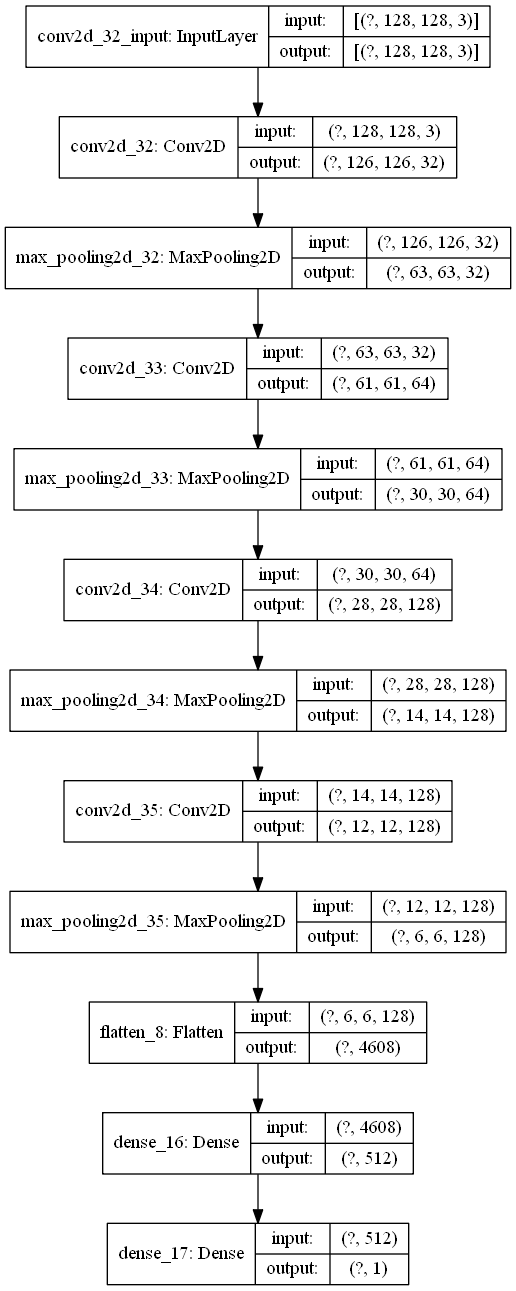 conv2d_32_input: InputLayer
input: [(?, 128, 128, 3)]
output: [(?, 128, 128, 3)]
conv2d_32: Conv2D
input: (?, 128, 128, 3)
output: (?, 126, 126, 32)
max_pooling2d_32: MaxPooling2D
input: (?, 126, 126, 32)
output: (?, 63, 63, 32)
conv2d_33: Conv2D
input: (?, 63, 63, 32)
output: (?, 61, 61, 64)
max_pooling2d_33: MaxPooling2D
input: (?, 61, 61, 64)
output: (?, 30, 30, 64)
conv2d_34: Conv2D
input: (?, 30, 30, 64)
output: (?, 28, 28, 128)
max_pooling2d_34: MaxPooling2D
input: (?, 28, 28, 128)
output: (?, 14, 14, 128)
conv2d_35: Conv2D
input: (?, 14, 14, 128)
output: (?, 12, 12, 128)
max_pooling2d_35: MaxPooling2D
input: (?, 12, 12, 128)
output: (?, 6, 6, 128)
flatten_8: Flatten
input: (?, 6, 6, 128)
output: (?, 4608)
dense_16: Dense
input: (?, 4608)
output: (?, 512)
dense_17: Dense
input: (?, 512)
output: (?, 1)